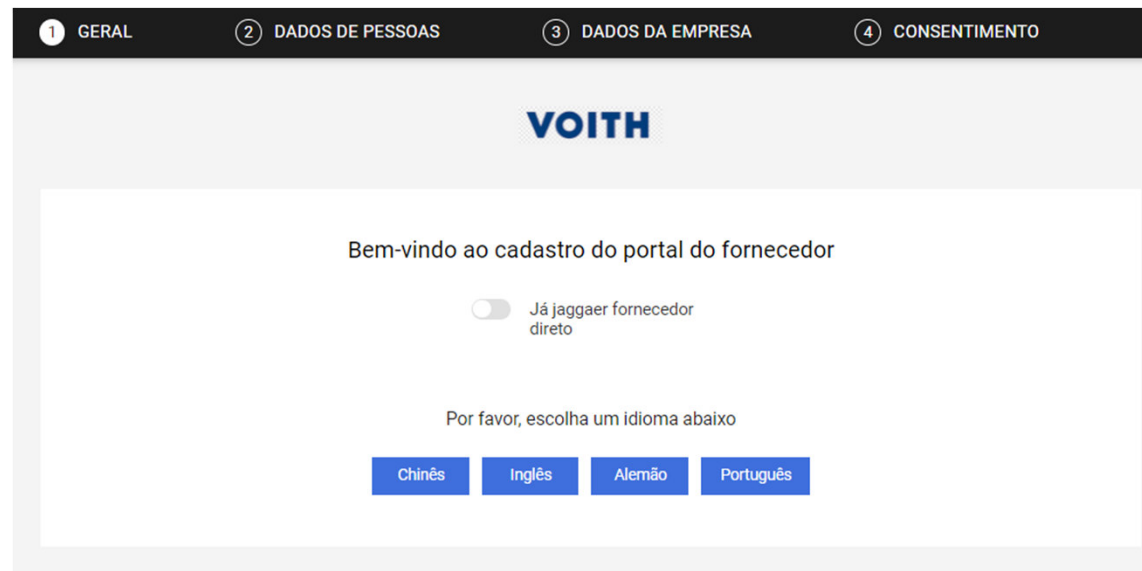 1 GERAL 2 DADOS DE PESSOAS 3 DADOS DA EMPRESA 4 CONSENTIMENTO
VOITH
Bem-vindo ao cadastro do portal do fornecedor
Já jaggaer fornecedor
direto
Por favor, escolha um idioma abaixo
Chinês Inglês Alemão Português